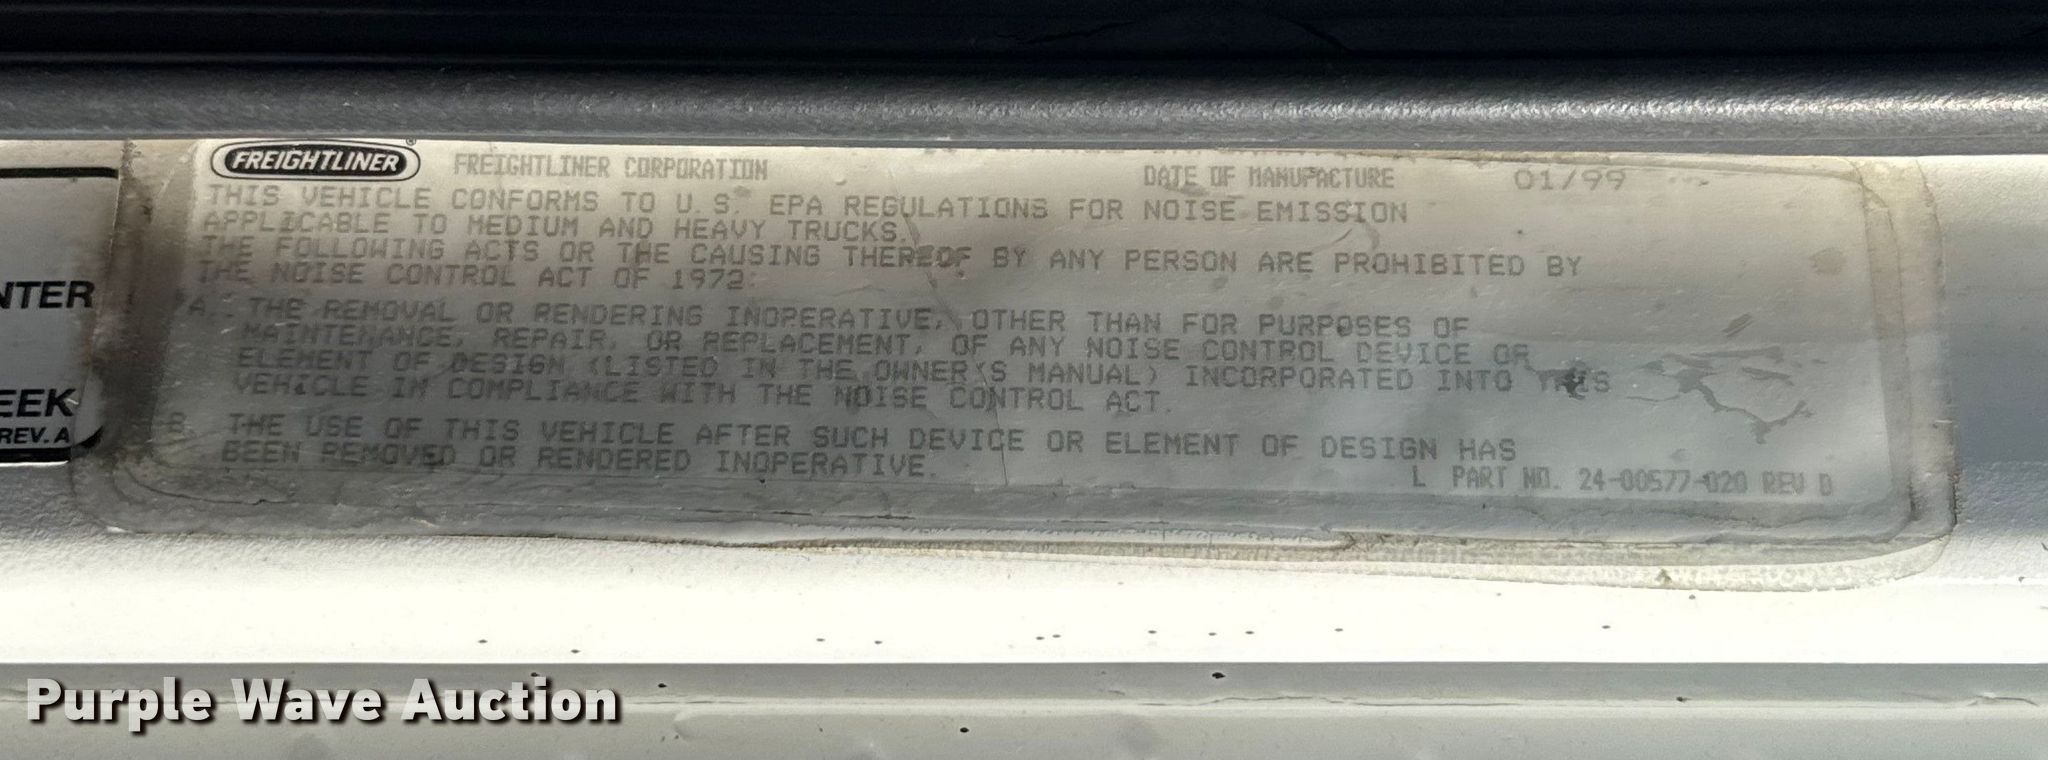 FREIGHTLINER FREIGHTLINER CORPORATION DATE OF MANUFACTURE 01/99
THIS VEHICLE CONFORMS TO U.S. EPA REGULATIONS FOR NOISE EMISSION
APPLICABLE TO MEDIUM AND HEAVY TRUCKS.
THE FOLLOWING ACTS OR THE CAUSING THEREOF BY ANY PERSON ARE PROHIBITED BY
THE NOISE CONTROL ACT OF 1972:
A. THE REMOVAL OR RENDERING INOPERATIVE, OTHER THAN FOR PURPOSES OF
MAINTENANCE, REPAIR, OR REPLACEMENT, OF ANY NOISE CONTROL DEVICE OR
ELEMENT OF DESIGN (LISTED IN THE OWNER'S MANUAL) INCORPORATED INTO THIS
VEHICLE IN COMPLIANCE WITH THE NOISE CONTROL ACT.
B. THE USE OF THIS VEHICLE AFTER SUCH DEVICE OR ELEMENT OF DESIGN HAS
BEEN REMOVED OR RENDERED INOPERATIVE.
L PART NO. 24-00577-020 REV D
NTER
EEK
REV. A
Purple Wave Auction